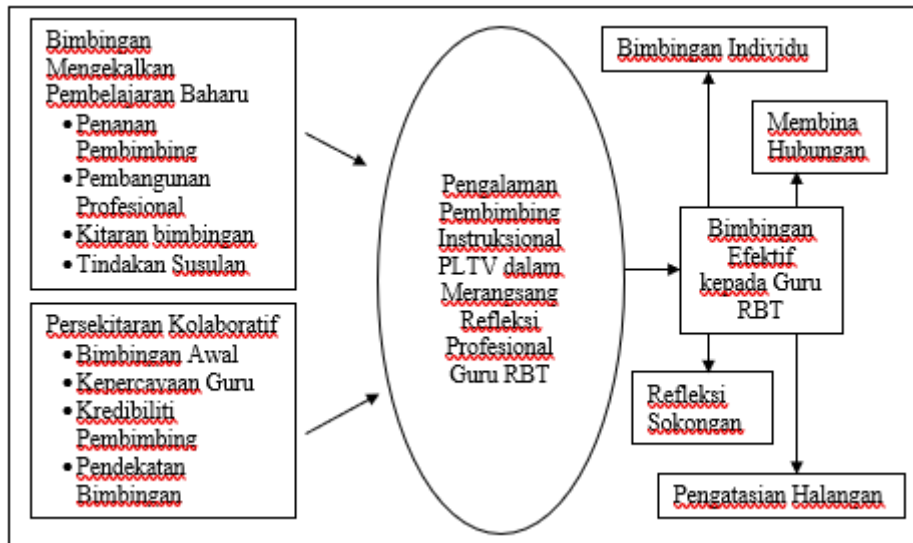 Bimbingan
Mengekalkan
Pembelajaran Baharu
• Penanan
Pembimbing
• Pembangunan
Profesional
• Kitaran bimbingan
• Tindakan Susulan
Persekitaran Kolaboratif
• Bimbingan Awal
• Kepercayaan Guru
• Kredibiliti
Pembimbing
• Pendekatan
Bimbingan
Pengalaman
Pembimbing
Instruksional
PLTV dalam
Merangsang
Refleksi
Profesional
Guru RBT
Bimbingan Individu
Membina
Hubungan
Bimbingan
Efektif
kepada Guru
RBT
Refleksi
Sokongan
Pengatasian Halangan